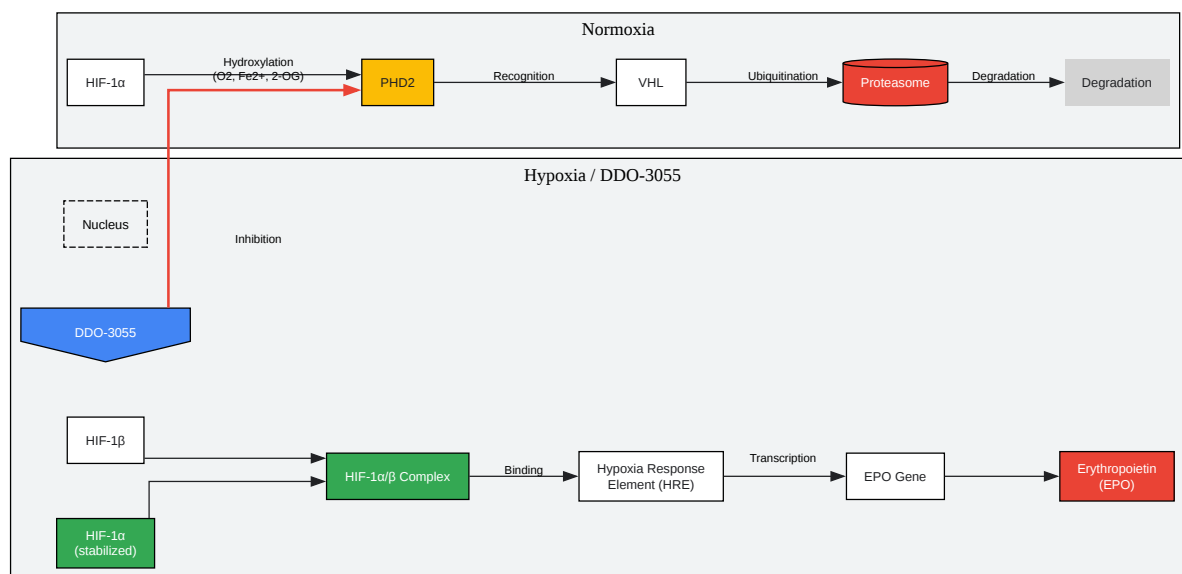 Normoxia
HIF-1α
Hydroxylation
(O2, Fe2+, 2-OG)
PHD2
Recognition
VHL
Ubiquitination
Proteasome
Degradation
Degradation
Hypoxia / DDO-3055
Nucleus
Inhibition
DDO-3055
HIF-1β
HIF-1α/β Complex
Binding
Hypoxia Response
Element (HRE)
Transcription
EPO Gene
Erythropoietin
(EPO)
HIF-1α
(stabilized)